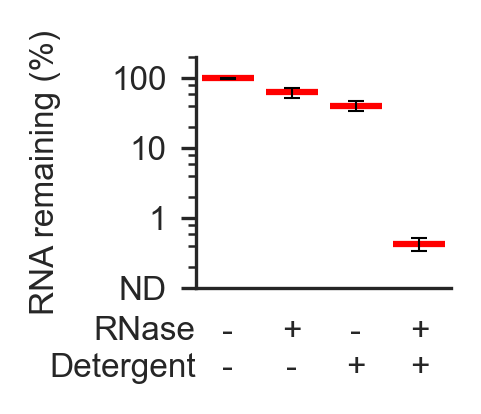 RNA remaining (%)
100
10
1
ND
RNase - + - +
Detergent - - + +